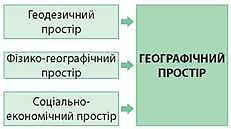 Геодезичний
простір
Фізико-географічний
простір
Соціально-
економічний простір
ГЕОГРАФІЧНИЙ
ПРОСТІР